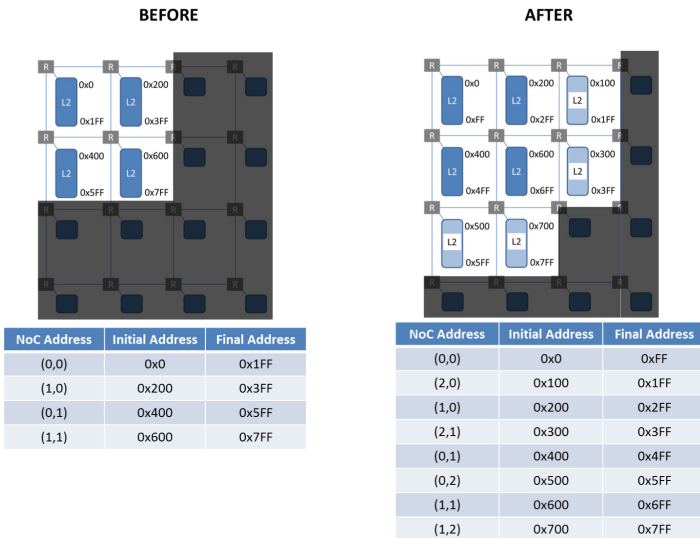 BEFORE
R R R R
0x0 0x200
L2 L2
0x1FF 0x3FF
R R R R
0x400 0x600
L2 L2
0x5FF 0x7FF
R R R R
R R R R
NoC Address Initial Address Final Address
(0,0) 0x0 0x1FF
(1,0) 0x200 0x3FF
(0,1) 0x400 0x5FF
(1,1) 0x600 0x7FF
AFTER
R R R R
0x0 0x200 0x100
L2 L2 L2
0xFF 0x2FF 0x1FF
R R R R
0x400 0x600 0x300
L2 L2 L2
0x4FF 0x6FF 0x3FF
R R R R
0x500 0x700
L2 L2
0x5FF 0x7FF
R R R R
NoC Address Initial Address Final Address
(0,0) 0x0 0xFF
(2,0) 0x100 0x1FF
(1,0) 0x200 0x2FF
(2,1) 0x300 0x3FF
(0,1) 0x400 0x4FF
(0,2) 0x500 0x5FF
(1,1) 0x600 0x6FF
(1,2) 0x700 0x7FF